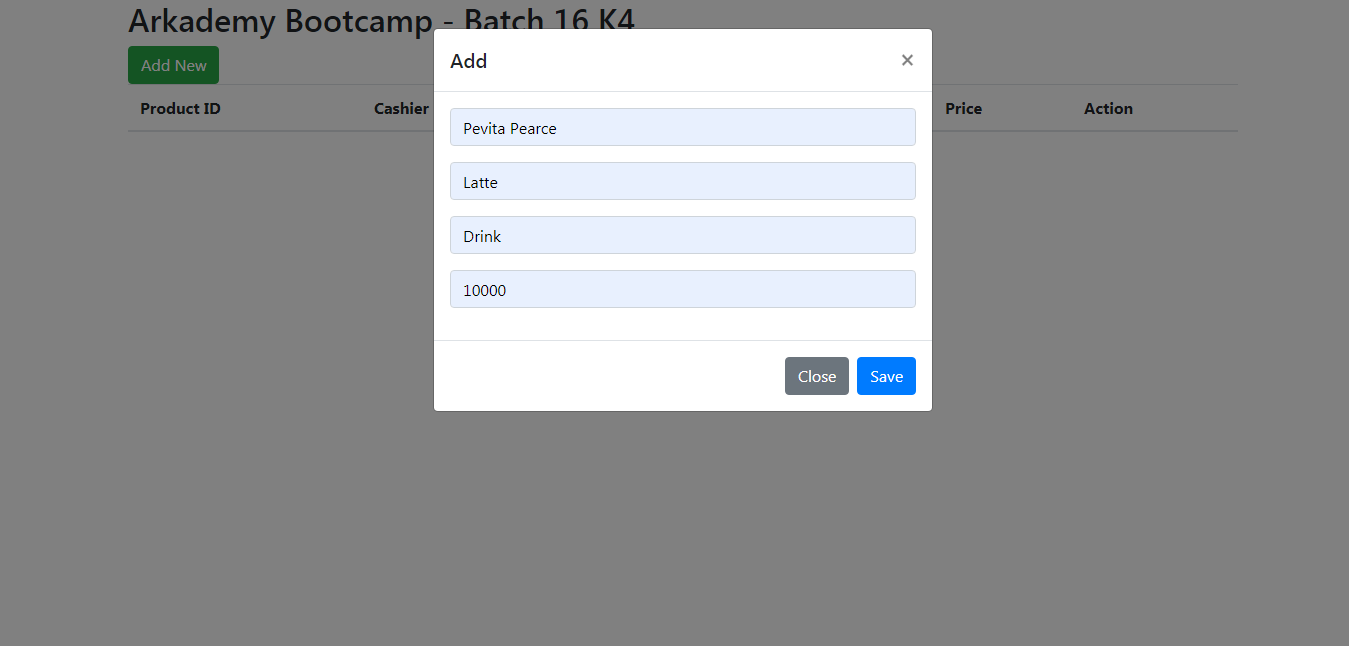 Arkademy Bootcamp - Batch 16 K4
Add New
Product ID Cashier Price Action
Add ×
Pevita Pearce
Latte
Drink
10000
Close Save